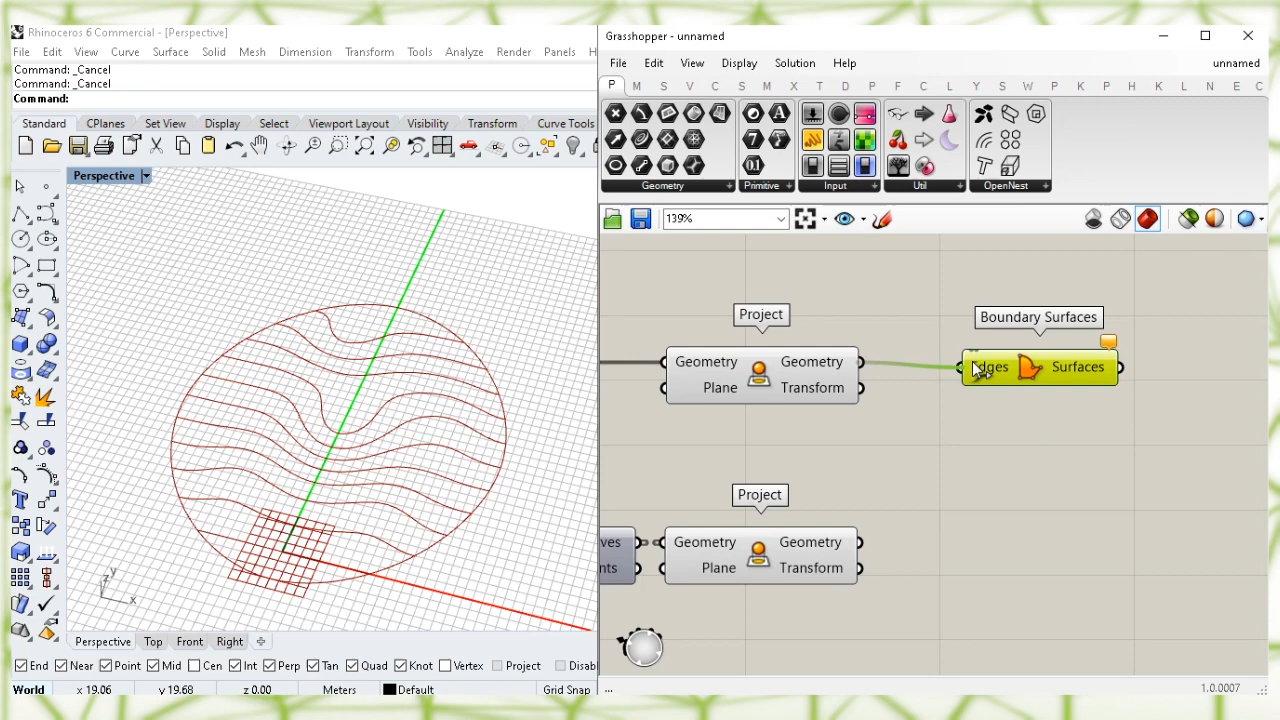 Rhinoceros 6 Commercial - [Perspective]
File Edit View Curve Surface Solid Mesh Dimension Transform Tools Analyze Render Panels H
Command: _Cancel
Command: _Cancel
Command:
Standard CPlanes Set View Display Select Viewport Layout Visibility Transform Curve Tools
Perspective
z y x
Perspective Top Front Right
End Near Point Mid Cen Int Perp Tan Quad Knot Vertex Project Disabl
World x 19.06 y 19.68 z 0.00 Meters Default Grid Snap
Grasshopper - unnamed
File Edit View Display Solution Help unnamed
P M S V C S M X T D P F C L Y S W P H K L N E C
Geometry Primitive Input Util OpenNest
139%
Project
Boundary Surfaces
Geometry Geometry
Plane Transform
Edges Surfaces
Project
ves Geometry Geometry
nts Plane Transform
... 1.0.0007